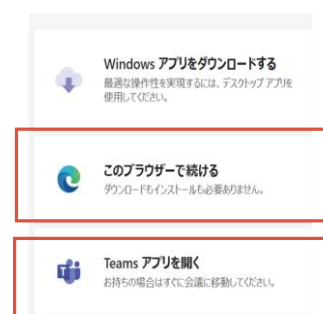 Windows アプリをダウンロードする
最適な操作性を実現するには、デスクトップ アプリを
使用してください。
このブラウザーで続ける
ダウンロードもインストールも必要ありません。
Teams アプリを開く
お持ちの場合はすぐに会議に移動してください。